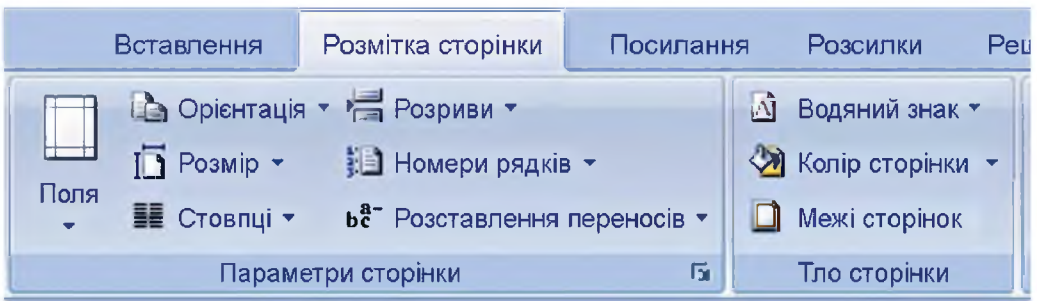 Вставлення Розмітка сторінки Посилання Розсилки Рец
Орієнтація Розриви Водяний знак
Розмір Номери рядків Колір сторінки
Поля
Стовпці Розставлення переносів Межі сторінок
Параметри сторінки Тло сторінки